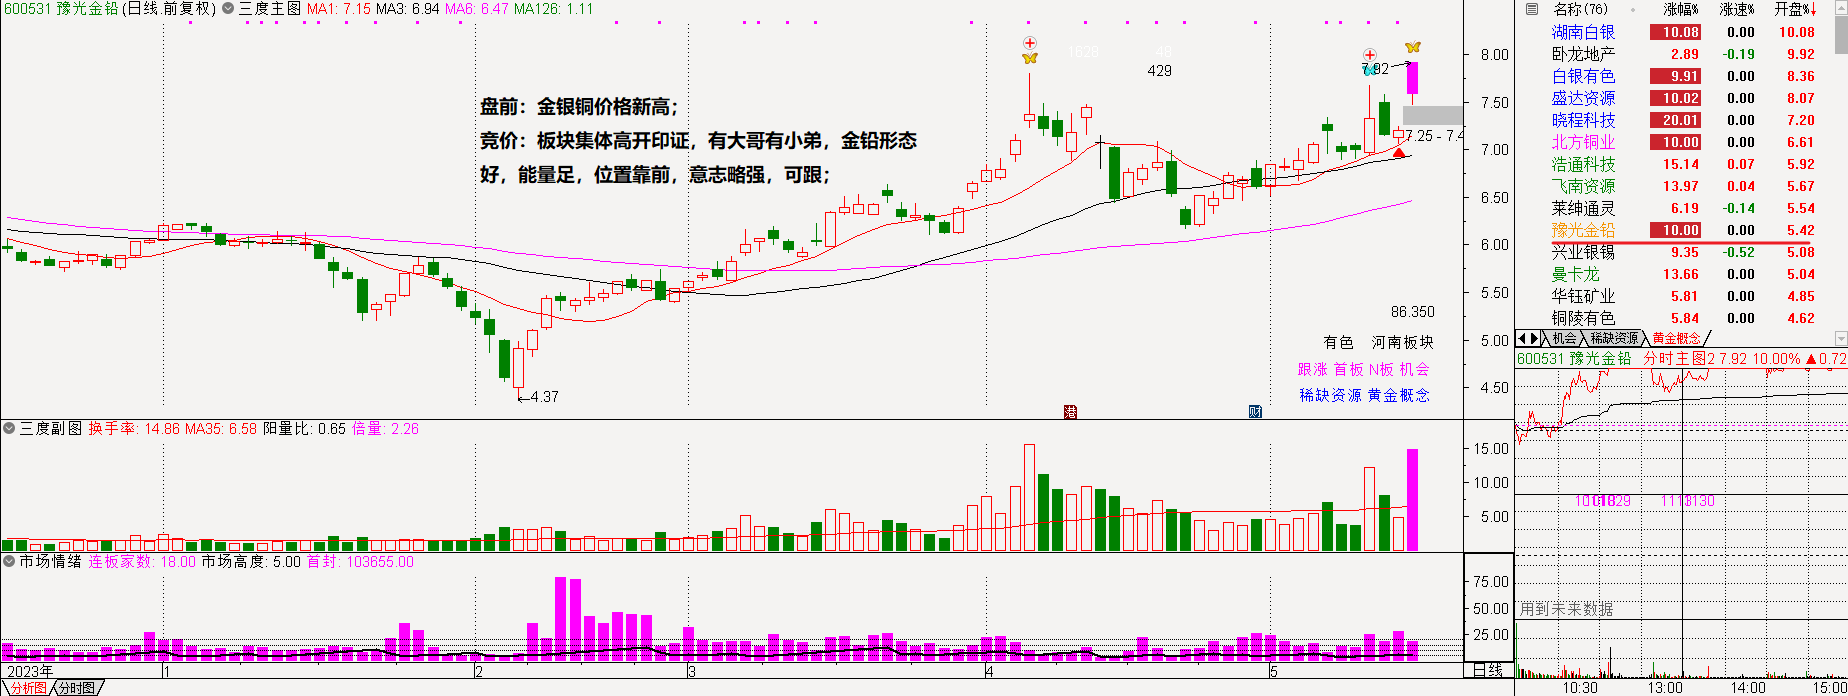 600531 豫光金铅(日线.前复权) 三度主图 MA1: 7.15 MA3: 6.94 MA6: 6.47 MA126: 1.11
1620 48
429
7.92
盘前：金银铜价格新高；
竞价：板块集体高开印证，有大哥有小弟，金铅形态
好，能量足，位置靠前，意志略强，可跟；
7.25 - 7.4
4.37
86.350
有色 河南板块
跟涨 首板 N板 机会
稀缺资源 黄金概念
港 财
8.00
7.50
7.00
6.50
6.00
5.50
5.00
4.50
三度副图 换手率: 14.86 MA35: 6.58 阳量比: 0.65 倍量: 2.26
15.00
10.00
5.00
市场情绪 连板家数: 18.00 市场高度: 5.00 首封: 103655.00
75.00
50.00
25.00
2023年 1 2 3 4 5 日线
分析图 分时图
名称(76) 涨幅% 涨速% 开盘%↓
湖南白银 10.08 0.00 10.08
卧龙地产 2.89 -0.19 9.92
白银有色 9.91 0.00 8.36
盛达资源 10.02 0.00 8.07
晓程科技 20.01 0.00 7.20
北方铜业 10.00 0.00 6.61
浩通科技 15.14 0.07 5.92
飞南资源 13.97 0.04 5.67
莱绅通灵 6.19 -0.14 5.54
豫光金铅 10.00 0.00 5.42
兴业银锡 9.35 -0.52 5.08
曼卡龙 13.66 0.00 5.04
华钰矿业 5.81 0.00 4.85
铜陵有色 5.84 0.00 4.62
机会 稀缺资源 黄金概念
600531 豫光金铅 分时主图2 7.92 10.00% ▲0.72
用到未来数据
10:30 13:00 14:00 15:00